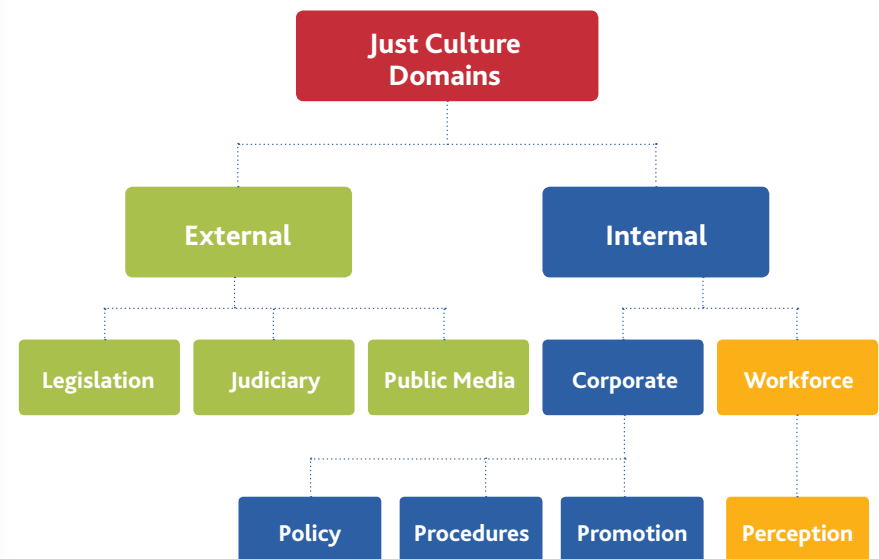 Just Culture
Domains
External
Internal
Legislation
Judiciary
Public Media
Corporate
Workforce
Policy
Procedures
Promotion
Perception